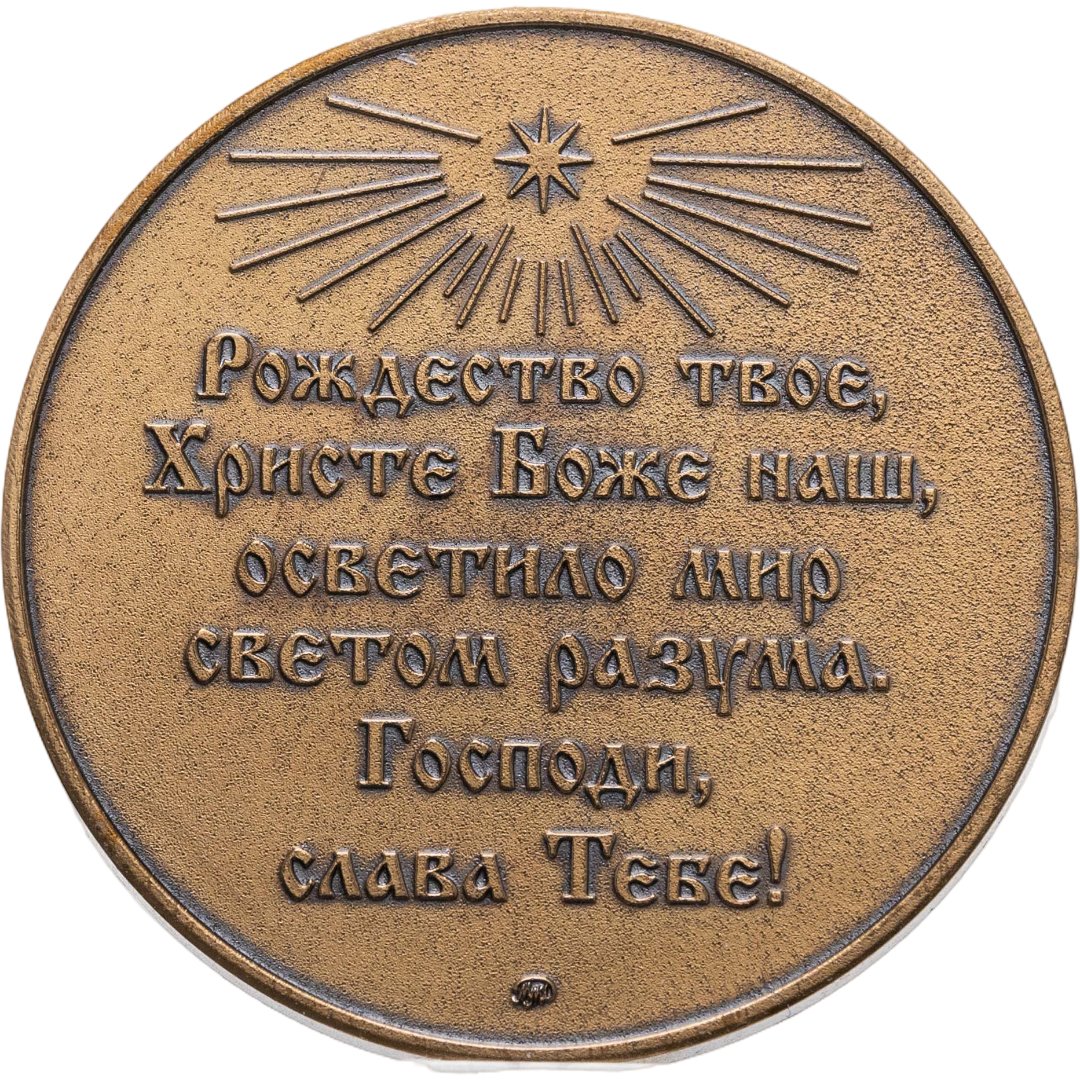 Рождество твое,
Христе Боже наш,
осветило мир
светом разума.
Господи,
слава Тебе!